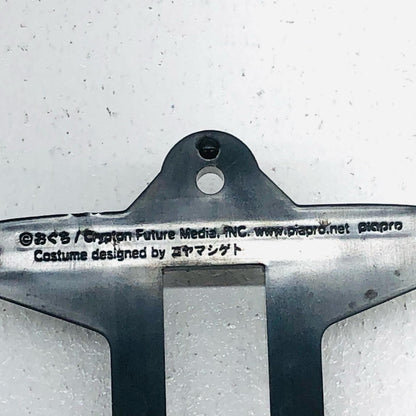 ©おぐち / Crypton Future Media, INC. www.piapro.net piapro
Costume designed by コヤマシゲト